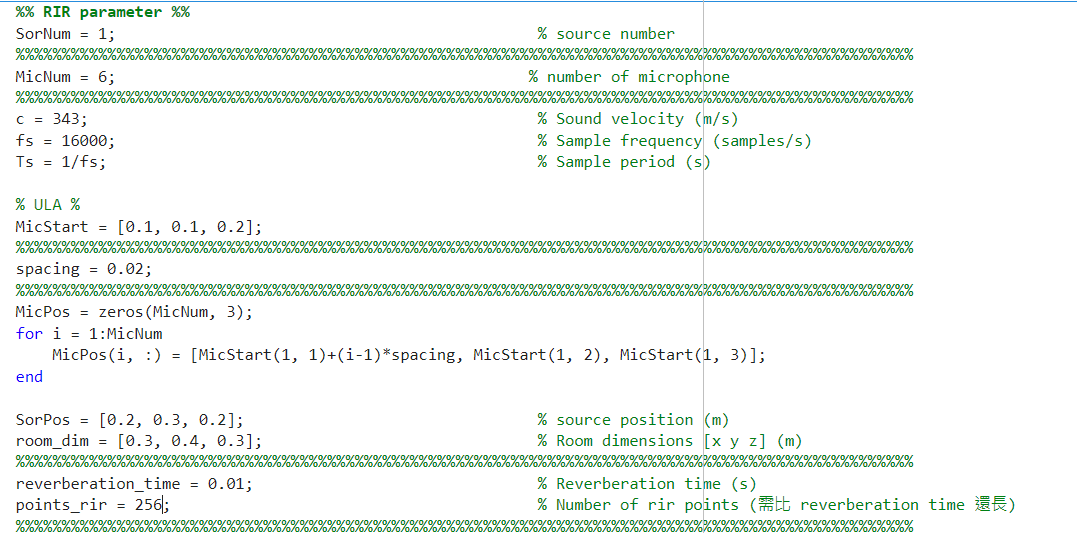 %% RIR parameter %%
SorNum = 1; % source number
%%%%%%%%%%%%%%%%%%%%%%%%%%%%%%%%%%%%%%%%%%%%%%%%%%%%%%%%%%%%%%%%%%%%%%%%%%%%%%%%%%%%%%%%%%%%%%%%%%%%
MicNum = 6; % number of microphone
%%%%%%%%%%%%%%%%%%%%%%%%%%%%%%%%%%%%%%%%%%%%%%%%%%%%%%%%%%%%%%%%%%%%%%%%%%%%%%%%%%%%%%%%%%%%%%%%%%%%
c = 343; % Sound velocity (m/s)
fs = 16000; % Sample frequency (samples/s)
Ts = 1/fs; % Sample period (s)
% ULA %
MicStart = [0.1, 0.1, 0.2];
%%%%%%%%%%%%%%%%%%%%%%%%%%%%%%%%%%%%%%%%%%%%%%%%%%%%%%%%%%%%%%%%%%%%%%%%%%%%%%%%%%%%%%%%%%%%%%%%%%%%
spacing = 0.02;
%%%%%%%%%%%%%%%%%%%%%%%%%%%%%%%%%%%%%%%%%%%%%%%%%%%%%%%%%%%%%%%%%%%%%%%%%%%%%%%%%%%%%%%%%%%%%%%%%%%%
MicPos = zeros(MicNum, 3);
for i = 1:MicNum
    MicPos(i, :) = [MicStart(1, 1)+(i-1)*spacing, MicStart(1, 2), MicStart(1, 3)];
end
SorPos = [0.2, 0.3, 0.2]; % source position (m)
room_dim = [0.3, 0.4, 0.3]; % Room dimensions [x y z] (m)
%%%%%%%%%%%%%%%%%%%%%%%%%%%%%%%%%%%%%%%%%%%%%%%%%%%%%%%%%%%%%%%%%%%%%%%%%%%%%%%%%%%%%%%%%%%%%%%%%%%%
reverberation_time = 0.01; % Reverberation time (s)
points_rir = 256; % Number of rir points (需比 reverberation time 還長)
%%%%%%%%%%%%%%%%%%%%%%%%%%%%%%%%%%%%%%%%%%%%%%%%%%%%%%%%%%%%%%%%%%%%%%%%%%%%%%%%%%%%%%%%%%%%%%%%%%%%